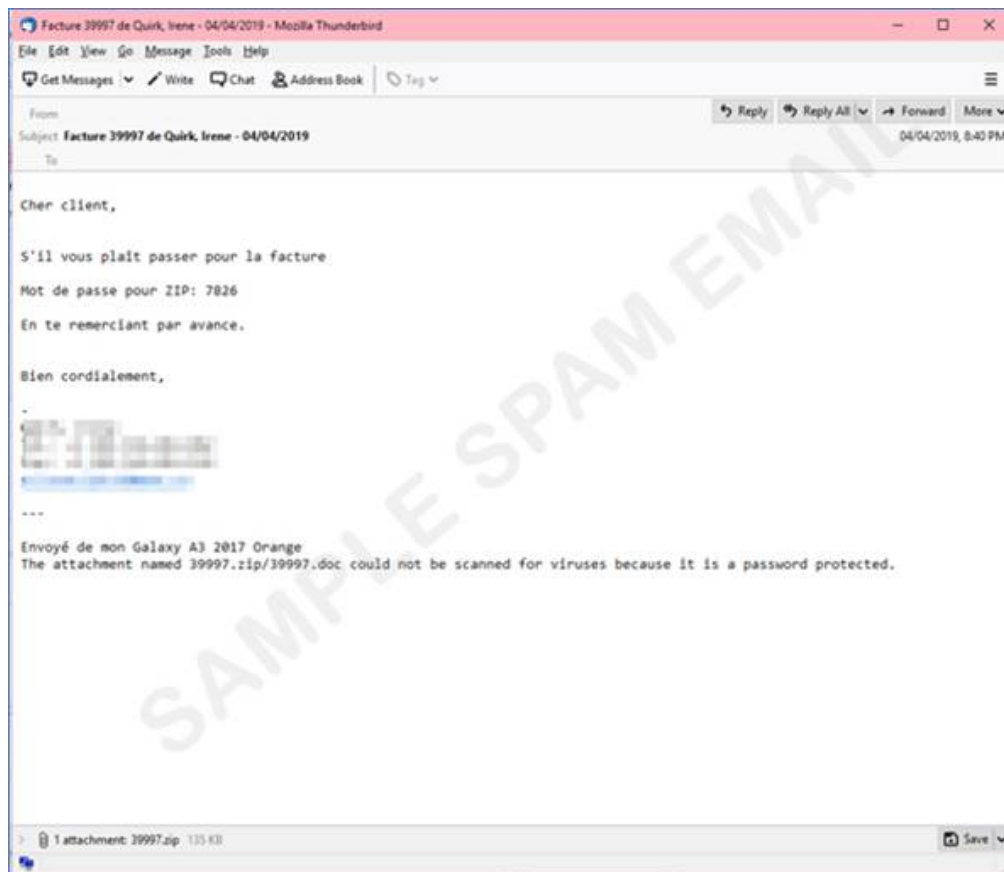 Facture 39997 de Quirk, Irene - 04/04/2019 - Mozilla Thunderbird
File Edit View Go Message Tools Help
Get Messages Write Chat Address Book Tag
From Reply Reply All Forward More
Subject Facture 39997 de Quirk, Irene - 04/04/2019 04/04/2019, 8:40 PM
To
Cher client,
S'il vous plaît passer pour la facture
Mot de passe pour ZIP: 7826
En te remerciant par avance.
Bien cordialement,
-
---
Envoyé de mon Galaxy A3 2017 Orange
The attachment named 39997.zip/39997.doc could not be scanned for viruses because it is a password protected.
SAMPLE SPAM EMAIL
1 attachment: 39997.zip 135 KB Save